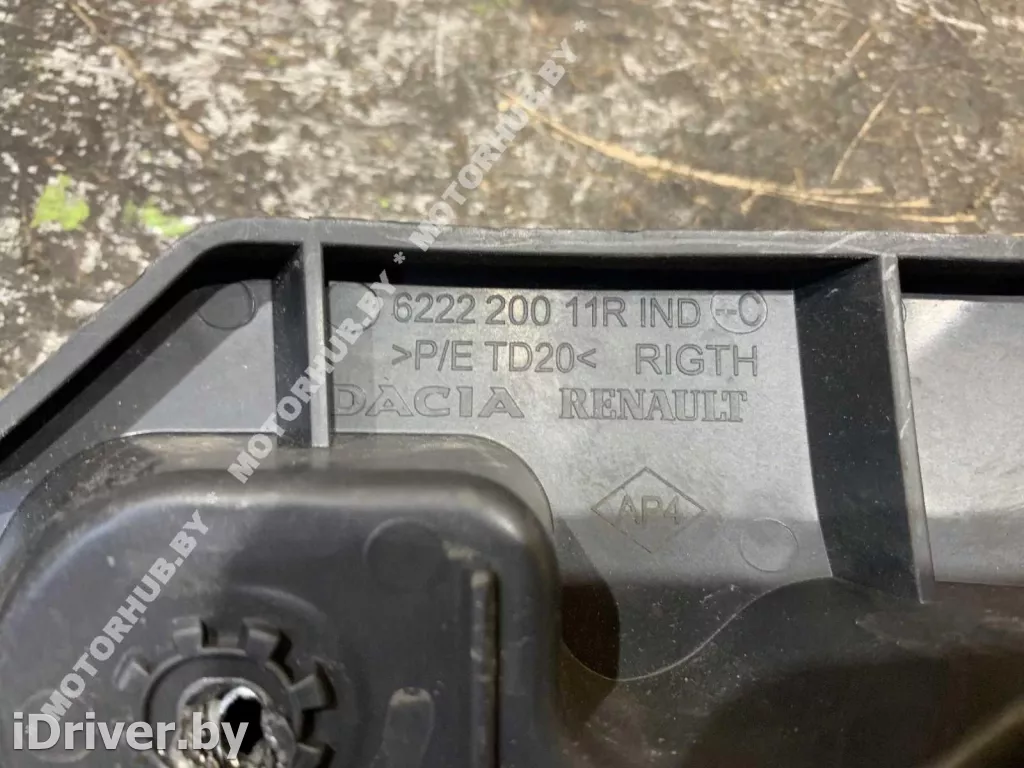 6222 200 11R IND C
>P/E TD20< RIGTH
DACIA RENAULT
AP4
* MOTORHUB.BY * MOTORHUB.BY * MOTORHUB.BY * MOTORHUB.BY *
iDriver.by